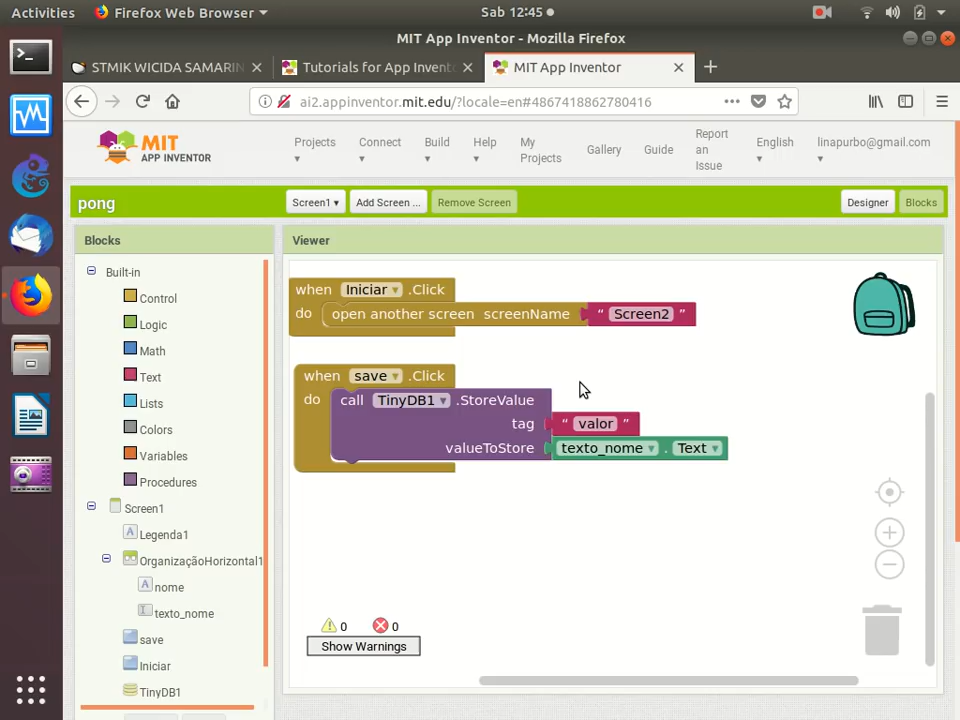 Activities
Firefox Web Browser
Sab 12:45
MIT App Inventor - Mozilla Firefox
STMIK WICIDA SAMARIN
Tutorials for App Invent
MIT App Inventor
ai2.appinventor.mit.edu/?locale=en#4867418862780416
MIT
APP INVENTOR
Projects
Connect
Build
Help
My
Projects
Gallery
Guide
Report
an
Issue
English
linapurbo@gmail.com
pong
Screen1
Add Screen ...
Remove Screen
Designer
Blocks
Blocks
Viewer
Built-in
Control
Logic
Math
Text
Lists
Colors
Variables
Procedures
Screen1
Legenda1
OrganizaçãoHorizontal1
nome
texto_nome
save
Iniciar
TinyDB1
when Iniciar .Click
do open another screen screenName “ Screen2 ”
when save .Click
do call TinyDB1 .StoreValue
tag “ valor ”
valueToStore texto_nome . Text
0 0
Show Warnings